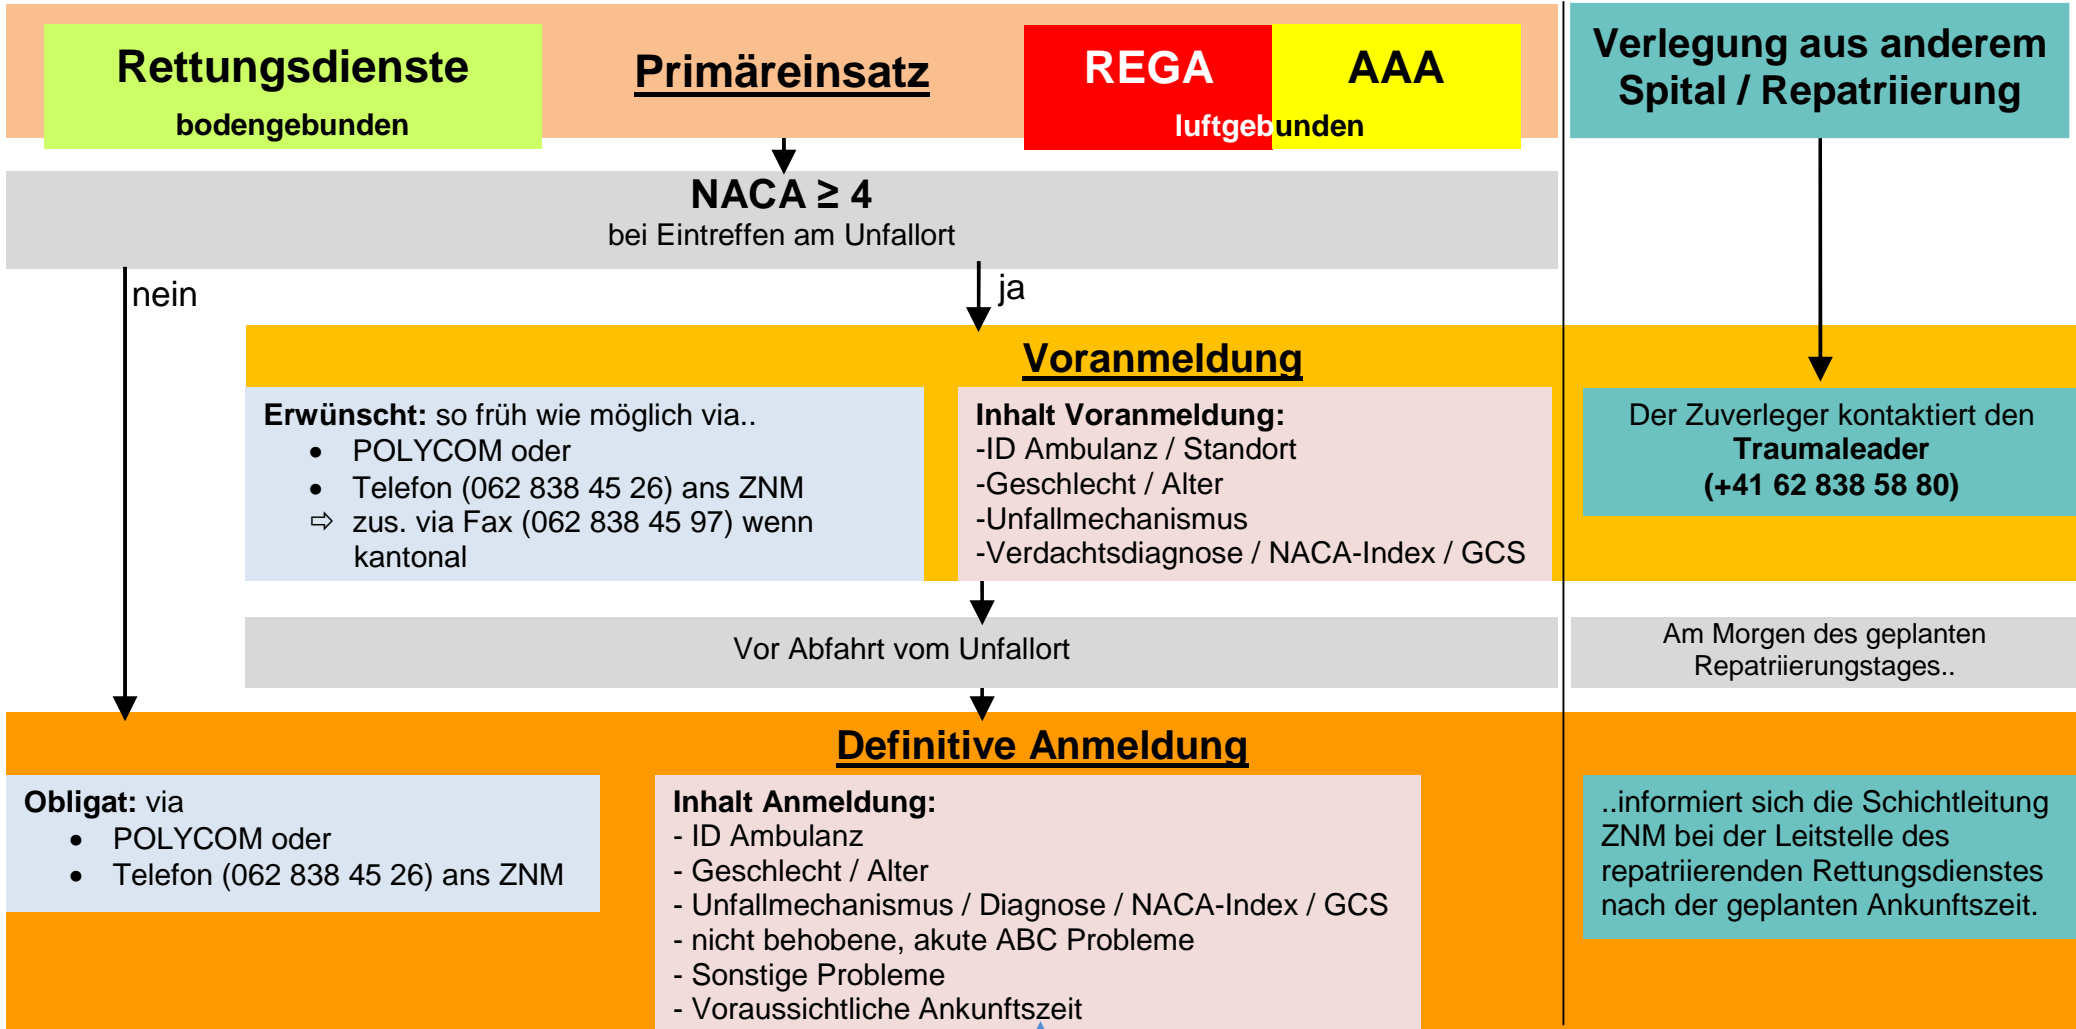 Rettungsdienste
bodengebunden
Primäreinsatz
REGA AAA
luftgebunden
Verlegung aus anderem
Spital / Repatriierung
NACA ≥ 4
bei Eintreffen am Unfallort
nein
ja
Voranmeldung
Erwünscht: so früh wie möglich via..
• POLYCOM oder
• Telefon (062 838 45 26) ans ZNM
⇨ zus. via Fax (062 838 45 97) wenn
kantonal
Inhalt Voranmeldung:
-ID Ambulanz / Standort
-Geschlecht / Alter
-Unfallmechanismus
-Verdachtsdiagnose / NACA-Index / GCS
Der Zuverleger kontaktiert den
Traumaleader
(+41 62 838 58 80)
Vor Abfahrt vom Unfallort
Am Morgen des geplanten
Repatriierungstages..
Definitive Anmeldung
Obligat: via
• POLYCOM oder
• Telefon (062 838 45 26) ans ZNM
Inhalt Anmeldung:
- ID Ambulanz
- Geschlecht / Alter
- Unfallmechanismus / Diagnose / NACA-Index / GCS
- nicht behobene, akute ABC Probleme
- Sonstige Probleme
- Voraussichtliche Ankunftszeit
..informiert sich die Schichtleitung
ZNM bei der Leitstelle des
repatriierenden Rettungsdienstes
nach der geplanten Ankunftszeit.